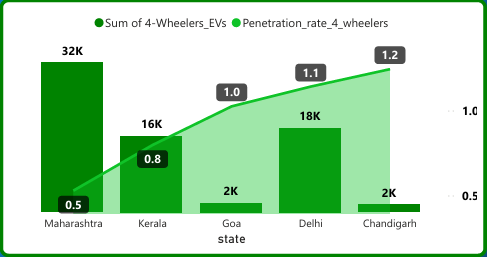 Sum of 4-Wheelers_EVs Penetration_rate_4_wheelers
32K
16K
2K
18K
2K
0.5
0.8
1.0
1.1
1.2
1.0
0.5
Maharashtra Kerala Goa Delhi Chandigarh
state